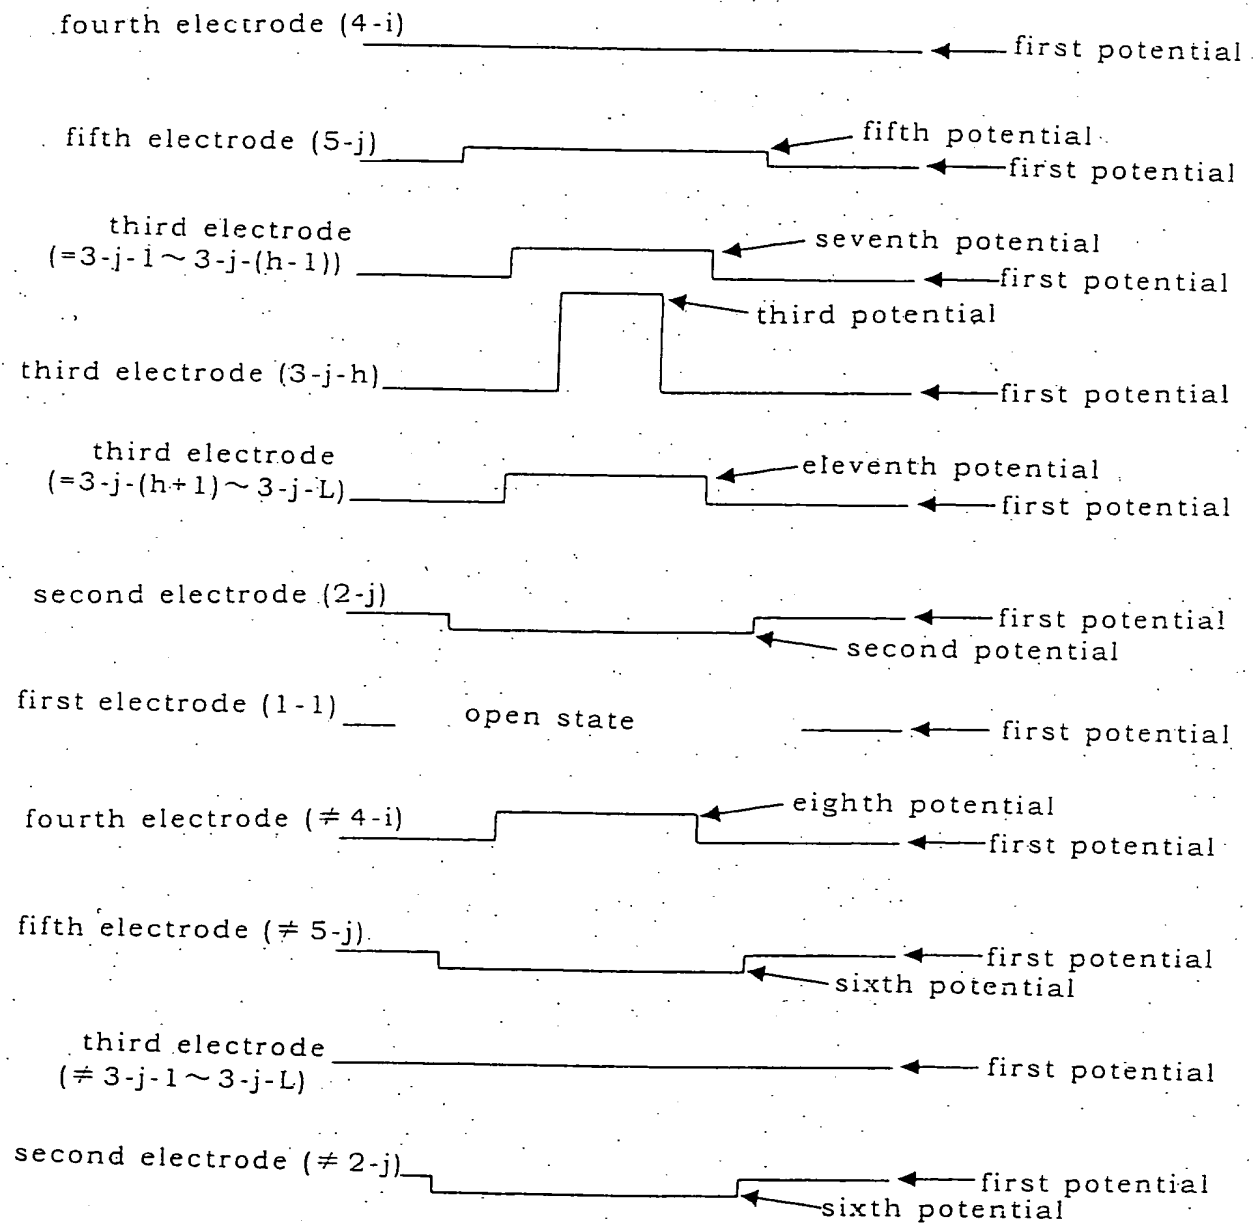 fourth electrode (4-i)
first potential
fifth electrode (5-j)
fifth potential
first potential
third electrode
(=3-j-1~3-j-(h-1))
seventh potential
first potential
third potential
third electrode (3-j-h)
first potential
third electrode
(=3-j-(h+1)~3-j-L)
eleventh potential
first potential
second electrode (2-j)
first potential
second potential
first electrode (1-1)
open state
first potential
fourth electrode (≠4-i)
eighth potential
first potential
fifth electrode (≠5-j)
first potential
sixth potential
third electrode
(≠3-j-1~3-j-L)
first potential
second electrode (≠2-j)
first potential
sixth potential